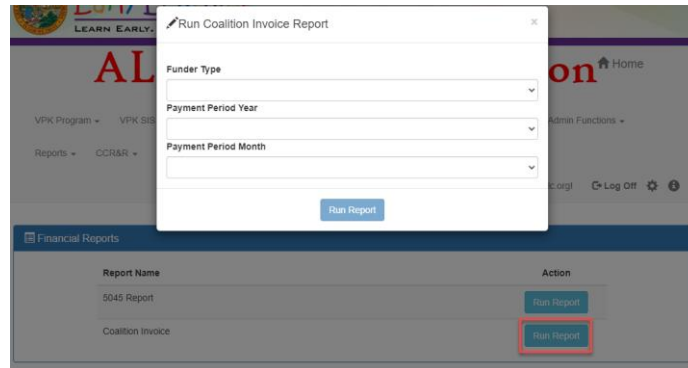 LEARN EARLY.
Run Coalition Invoice Report
×
AL
on
Home
Funder Type
Payment Period Year
Payment Period Month
VPK Program
VPK SIS
Admin Functions
Reports
CCR&R
Log Off
Run Report
Financial Reports
Report Name
Action
5045 Report
Run Report
Coalition Invoice
Run Report